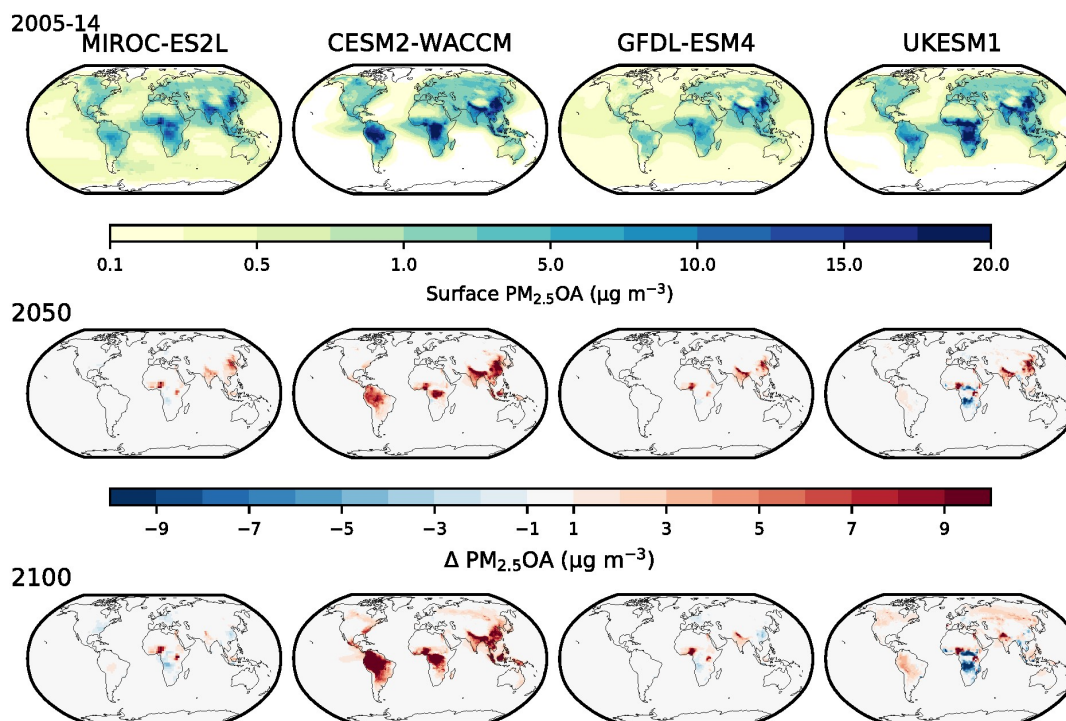 2005-14
MIROC-ES2L CESM2-WACCM GFDL-ESM4 UKESM1
0.1 0.5 1.0 5.0 10.0 15.0 20.0
Surface PM₂.₅OA (μg m⁻³)
2050
−9 −7 −5 −3 −1 1 3 5 7 9
Δ PM₂.₅OA (μg m⁻³)
2100